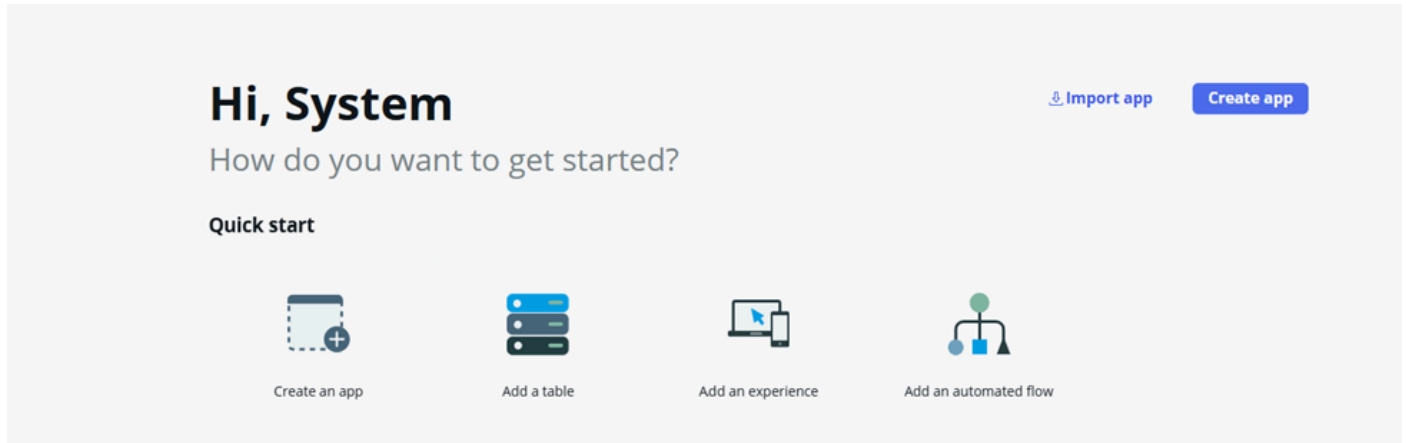 Hi, System
Import app
Create app
How do you want to get started?
Quick start
Create an app
Add a table
Add an experience
Add an automated flow